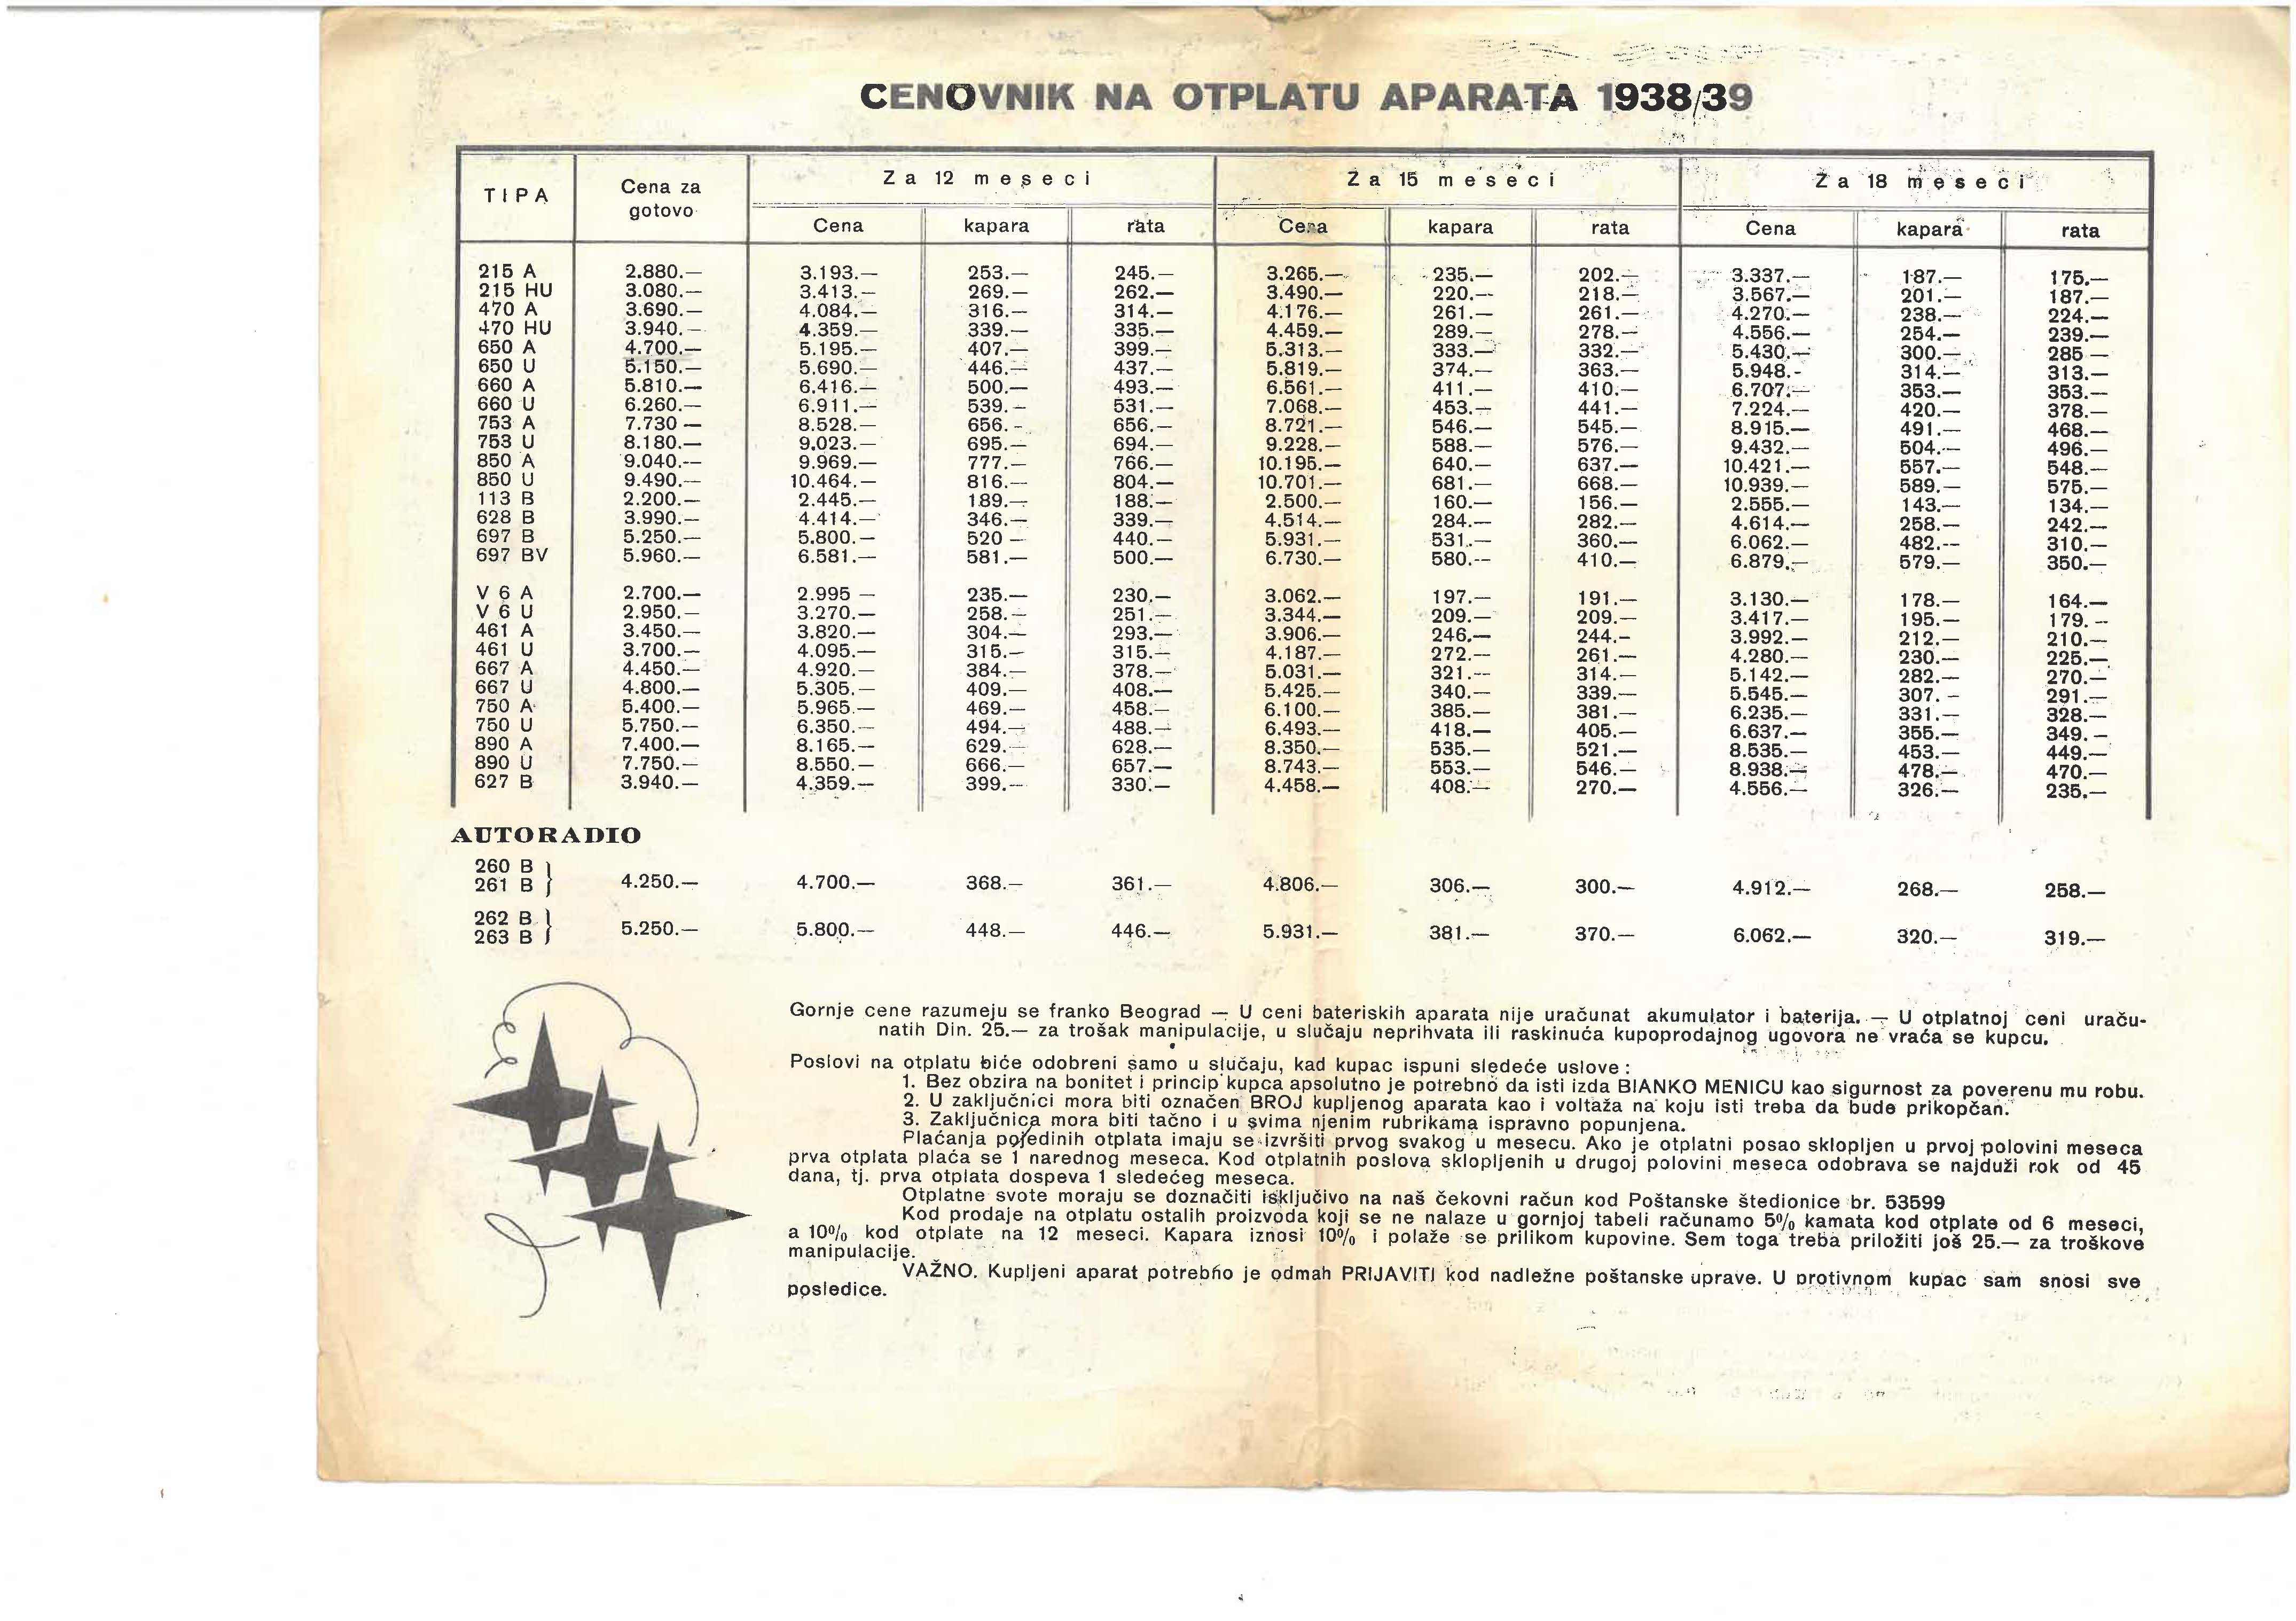 CENOVNIK NA OTPLATU APARATA 1938/39
TIPA Cena za gotovo Za 12 meseci Za 15 meseci Za 18 meseci
Cena kapara rata Cena kapara rata Cena kapara rata
215 A 2.880.— 3.193.— 253.— 245.— 3.265.— 235.— 202.— 3.337.— 187.— 175.—
215 HU 3.080.— 3.413.— 269.— 262.— 3.490.— 220.— 218.— 3.567.— 201.— 187.—
470 A 3.690.— 4.084.— 316.— 314.— 4.176.— 261.— 261.— 4.270.— 238.— 224.—
470 HU 3.940.— 4.359.— 339.— 335.— 4.459.— 289.— 278.— 4.556.— 254.— 239.—
650 A 4.700.— 5.195.— 407.— 399.— 5.313.— 333.— 332.— 5.430.— 300.— 285 —
650 U 5.150.— 5.690.— 446.— 437.— 5.819.— 374.— 363.— 5.948.- 314.— 313.—
660 A 5.810.— 6.416.— 500.— 493.— 6.561.— 411.— 410.— 6.707.— 353.— 353.—
660 U 6.260.— 6.911.— 539.— 531.— 7.068.— 453.— 441.— 7.224.— 420.— 378.—
753 A 7.730 — 8.528.— 656.- 656.— 8.721.— 546.— 545.— 8.915.— 491.— 468.—
753 U 8.180.— 9.023.— 695.— 694.— 9.228.— 588.— 576.— 9.432.— 504.— 496.—
850 A 9.040.— 9.969.— 777.— 766.— 10.195.— 640.— 637.— 10.421.— 557.— 548.—
850 U 9.490.— 10.464.— 816.— 804.— 10.701.— 681.— 668.— 10.939.— 589.— 575.—
113 B 2.200.— 2.445.— 189.— 188.— 2.500.— 160.— 156.— 2.555.— 143.— 134.—
628 B 3.990.— 4.414.— 346.— 339.— 4.514.— 284.— 282.— 4.614.— 258.— 242.—
697 B 5.250.— 5.800.— 520 — 440.— 5.931.— 531.— 360.— 6.062.— 482.-- 310.—
697 BV 5.960.— 6.581.— 581.— 500.— 6.730.— 580.-- 410.— 6.879.— 579.— 350.—
V 6 A 2.700.— 2.995 — 235.— 230.— 3.062.— 197.— 191.— 3.130.— 178.— 164.—
V 6 U 2.950.— 3.270.— 258.— 251.— 3.344.— 209.— 209.— 3.417.— 195.— 179.—
461 A 3.450.— 3.820.— 304.— 293.— 3.906.— 246.— 244.- 3.992.— 212.— 210.—
461 U 3.700.— 4.095.— 315.— 315.— 4.187.— 272.— 261.— 4.280.— 230.— 225.—
667 A 4.450.— 4.920.— 384.— 378.— 5.031.— 321.-- 314.— 5.142.— 282.— 270.—
667 U 4.800.— 5.305.— 409.— 408.— 5.425.— 340.— 339.— 5.545.— 307.- 291.—
750 A 5.400.— 5.965.— 469.— 458.— 6.100.— 385.— 381.— 6.235.— 331.— 328.—
750 U 5.750.— 6.350.— 494.— 488.— 6.493.— 418.— 405.— 6.637.— 355.— 349.—
890 A 7.400.— 8.165.— 629.— 628.— 8.350.— 535.— 521.— 8.535.— 453.— 449.—
890 U 7.750.— 8.550.— 666.— 657.— 8.743.— 553.— 546.— 8.938.— 478.— 470.—
627 B 3.940.— 4.359.— 399.— 330.— 4.458.— 408.— 270.— 4.556.— 326.— 235.—
AUTORADIO
260 B
261 B } 4.250.— 4.700.— 368.— 361.— 4.806.— 306.— 300.— 4.912.— 268.— 258.—
262 B
263 B } 5.250.— 5.800.— 448.— 446.— 5.931.— 381.— 370.— 6.062.— 320.— 319.—
Gornje cene razumeju se franko Beograd — U ceni bateriskih aparata nije uračunat akumulator i baterija. — U otplatnoj ceni uraču-
natih Din. 25.— za trošak manipulacije, u slučaju neprihvata ili raskinuća kupoprodajnog ugovora ne vraća se kupcu.
Poslovi na otplatu biće odobreni samo u slučaju, kad kupac ispuni sledeće uslove :
1. Bez obzira na bonitet i princip kupca apsolutno je potrebno da isti izda BIANKO MENICU kao sigurnost za poverenu mu robu.
2. U zaključnici mora biti označen BROJ kupljenog aparata kao i voltaža na koju isti treba da bude prikopčan.
3. Zaključnica mora biti tačno i u svima njenim rubrikama ispravno popunjena.
Plaćanja pojedinih otplata imaju se izvršiti prvog svakog u mesecu. Ako je otplatni posao sklopljen u prvoj polovini meseca
prva otplata plaća se 1 narednog meseca. Kod otplatnih poslova sklopljenih u drugoj polovini meseca odobrava se najduži rok od 45
dana, tj. prva otplata dospeva 1 sledećeg meseca.
Otplatne svote moraju se doznačiti isključivo na naš čekovni račun kod Poštanske štedionice br. 53599
Kod prodaje na otplatu ostalih proizvoda koji se ne nalaze u gornjoj tabeli računamo 5% kamata kod otplate od 6 meseci,
a 10% kod otplate na 12 meseci. Kapara iznosi 10% i polaže se prilikom kupovine. Sem toga treba priložiti još 25.— za troškove
manipulacije.
VAŽNO. Kupljeni aparat potrebno je odmah PRIJAVITI kod nadležne poštanske uprave. U protivnom kupac sam snosi sve
posledice.